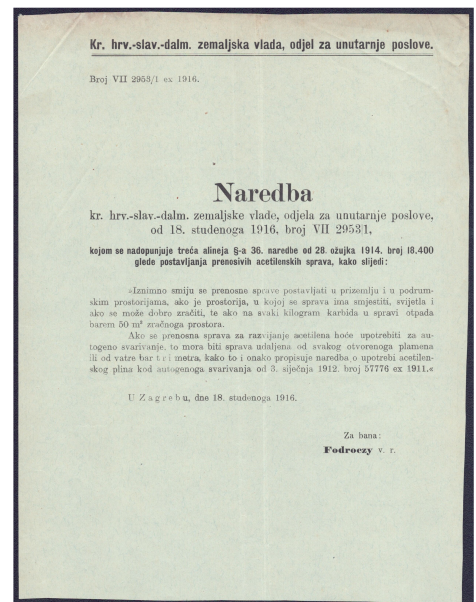 Kr. hrv.-slav.-dalm. zemaljska vlada, odjel za unutarnje poslove.
Broj VII 2953/1 ex 1916.
Naredba
kr. hrv.-slav.-dalm. zemaljske vlade, odjela za unutarnje poslove,
od 18. studenoga 1916, broj VII 2953/1,
kojom se nadopunjuje treća alineja §-a 36. naredbe od 28. ožujka 1914. broj 18.400
glede postavljanja prenosivih acetilenskih sprava, kako slijedi:
»Iznimno smiju se prenosne sprave postavljati u prizemlju i u podrum-
skim prostorijama, ako je prostorija, u kojoj se sprava ima smjestiti, svijetla i
ako se može dobro zračiti, te ako na svaki kilogram karbida u spravi otpada
barem 50 m³ zračnoga prostora.
Ako se prenosna sprava za razvijanje acetilena hoće upotrebiti za au-
togeno svarivanje, to mora biti sprava udaljena od svakog otvorenoga plamena
ili od vatre bar tri metra, kako to i onako propisuje naredba o upotrebi acetilen-
skog plina kod autogenoga svarivanja od 3. siječnja 1912. broj 57776 ex 1911.«
U Zagrebu, dne 18. studenoga 1916.
Za bana:
Fodroczy v. r.